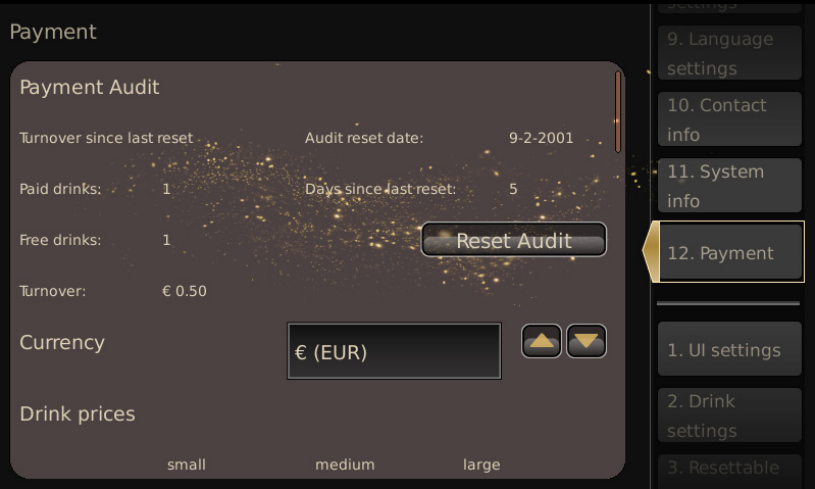 Payment
Payment Audit
Turnover since last reset
Audit reset date: 9-2-2001
Paid drinks: 1
Days since last reset: 5
Free drinks: 1
Reset Audit
Turnover: € 0.50
Currency
€ (EUR)
Drink prices
small medium large
settings
9. Language
settings
10. Contact
info
11. System
info
12. Payment
1. UI settings
2. Drink
settings
3. Resettable